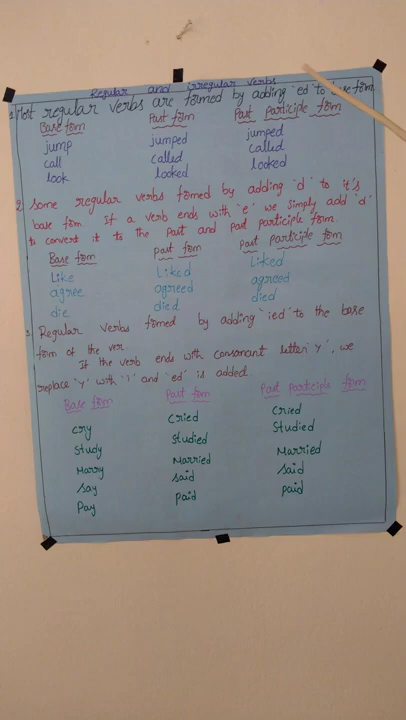 Regular and Irregular verbs
1. Most regular verbs are formed by adding 'ed' to base form
Base form Past form Past participle form
jump jumped jumped
call called called
look looked looked
2. Some regular verbs formed by adding 'd' to it's
base form. If a verb ends with 'e' we simply add 'd'
to convert it to the Past and past participle form.
Base form past form past participle form
Like Liked Liked
agree agreed agreed
die died died
3. Regular verbs formed by adding 'ied' to the base
form of the ver.
If the verb ends with consonant letter 'y', we
replace 'y' with 'i' and 'ed' is added
Base form Past form Past participle form
cry cried cried
Study Studied Studied
Marry Married Married
Say said said
Pay paid paid